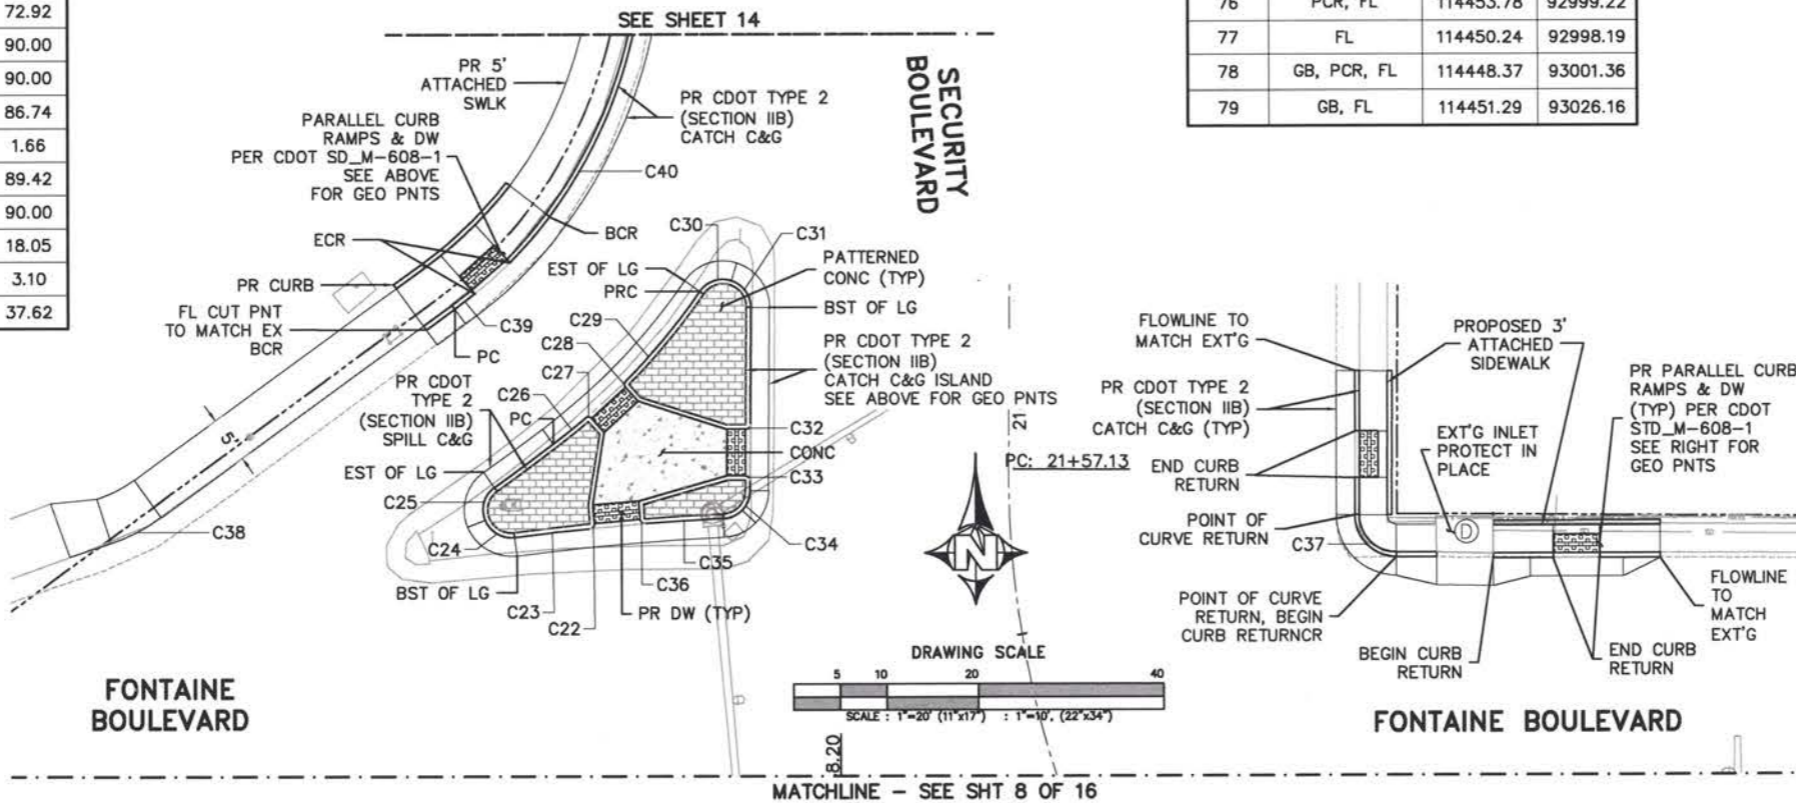 72.92
90.00
90.00
86.74
1.66
89.42
90.00
18.05
3.10
37.62
76 PCR, FL 114453.78 92999.22
77 FL 114450.24 92998.19
78 GB, PCR, FL 114448.37 93001.36
79 GB, FL 114451.29 93026.16
SEE SHEET 14
SECURITY
BOULEVARD
PR 5'
ATTACHED
SWLK
PARALLEL CURB
RAMPS & DW
PER CDOT SD_M-608-1
SEE ABOVE
FOR GEO PNTS
PR CDOT TYPE 2
(SECTION IIB)
CATCH C&G
C40
BCR
ECR
PR CURB
FL CUT PNT
TO MATCH EX
BCR
C39
PC
5'
C38
C30
C31
EST OF LG
PRC
PATTERNED
CONC (TYP)
BST OF LG
C29
C28
C27
C26
PC
PR CDOT TYPE 2
(SECTION IIB)
CATCH C&G ISLAND
SEE ABOVE FOR GEO PNTS
PR CDOT
TYPE 2
(SECTION IIB)
SPILL C&G
EST OF LG
C25
C24
BST OF LG
C23
C22
C36
PR DW (TYP)
C35
C34
C33
CONC
C32
21
PC: 21+57.13
N
DRAWING SCALE
5 10 20 40
SCALE : 1"=20' (11"x17") : 1"=10', (22"x34")
8.20
FONTAINE
BOULEVARD
FLOWLINE TO
MATCH EXT'G
PROPOSED 3'
ATTACHED
SIDEWALK
PR CDOT TYPE 2
(SECTION IIB)
CATCH C&G (TYP)
PR PARALLEL CURB
RAMPS & DW
(TYP) PER CDOT
STD_M-608-1
SEE RIGHT FOR
GEO PNTS
EXT'G INLET
PROTECT IN
PLACE
END CURB
RETURN
POINT OF
CURVE RETURN
C37
D
POINT OF CURVE
RETURN, BEGIN
CURB RETURNCR
BEGIN CURB
RETURN
END CURB
RETURN
FLOWLINE
TO
MATCH
EXT'G
FONTAINE BOULEVARD
MATCHLINE - SEE SHT 8 OF 16